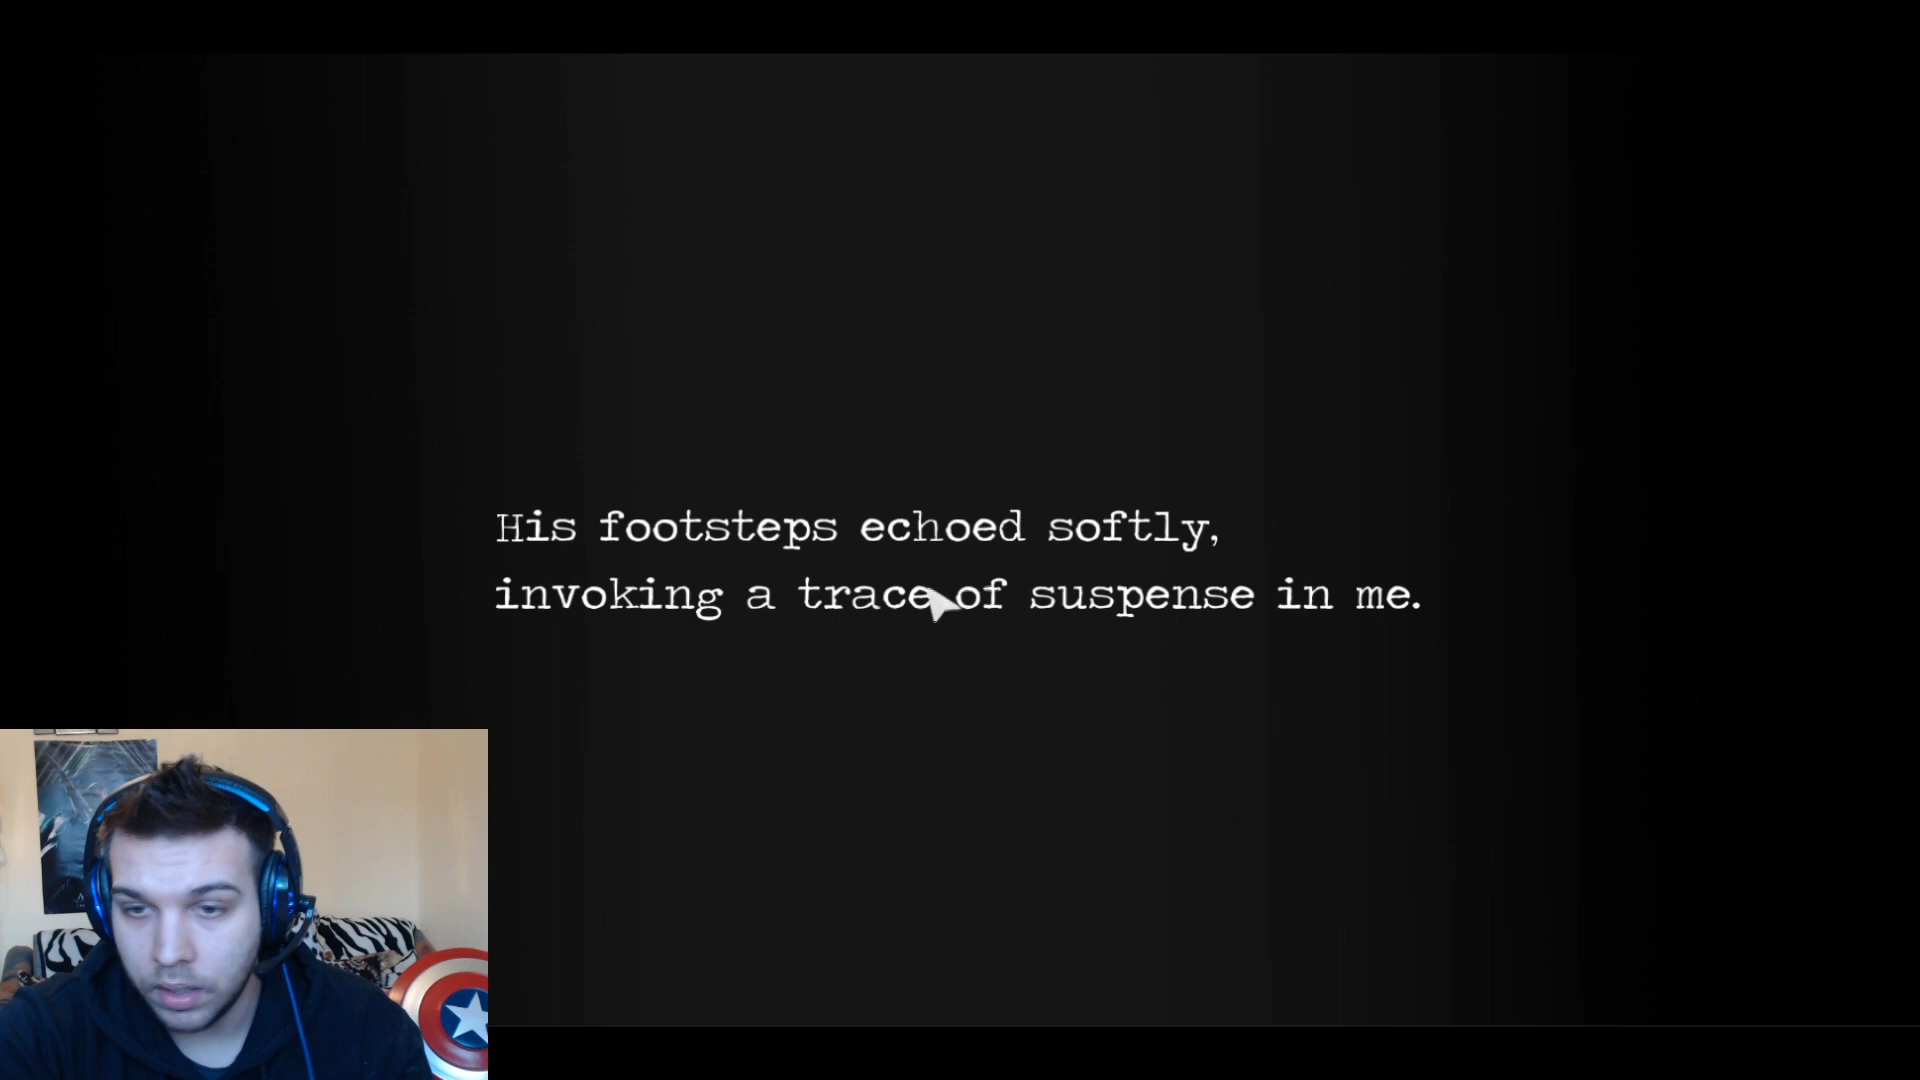 His footsteps echoed softly,
invoking a trace of suspense in me.